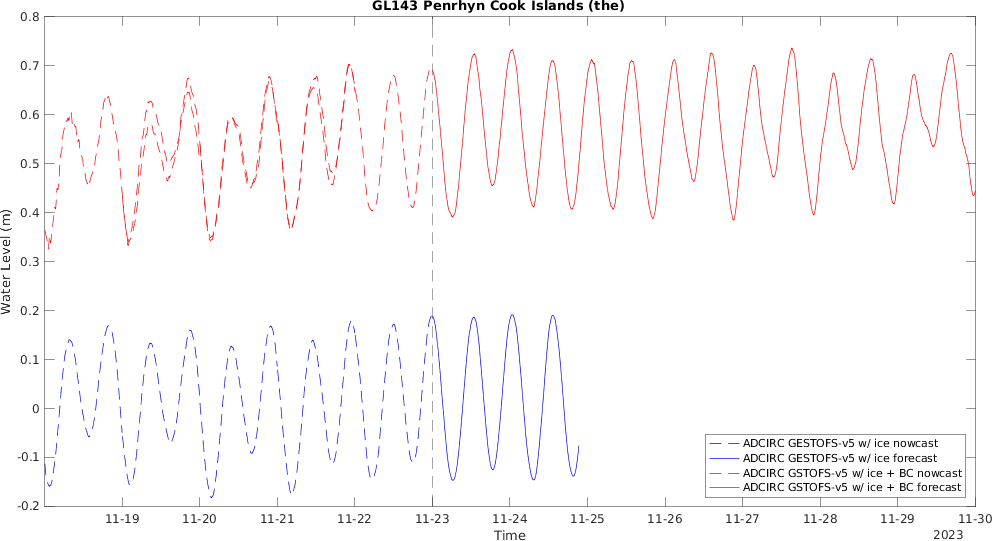 GL143 Penrhyn Cook Islands (the)
0.8
0.7
0.6
0.5
0.4
0.3
0.2
0.1
0
-0.1
-0.2
Water Level (m)
ADCIRC GESTOFS-v5 w/ ice nowcast
ADCIRC GESTOFS-v5 w/ ice forecast
ADCIRC GSTOFS-v5 w/ ice + BC nowcast
ADCIRC GSTOFS-v5 w/ ice + BC forecast
11-19 11-20 11-21 11-22 11-23 11-24 11-25 11-26 11-27 11-28 11-29 11-30
Time
2023